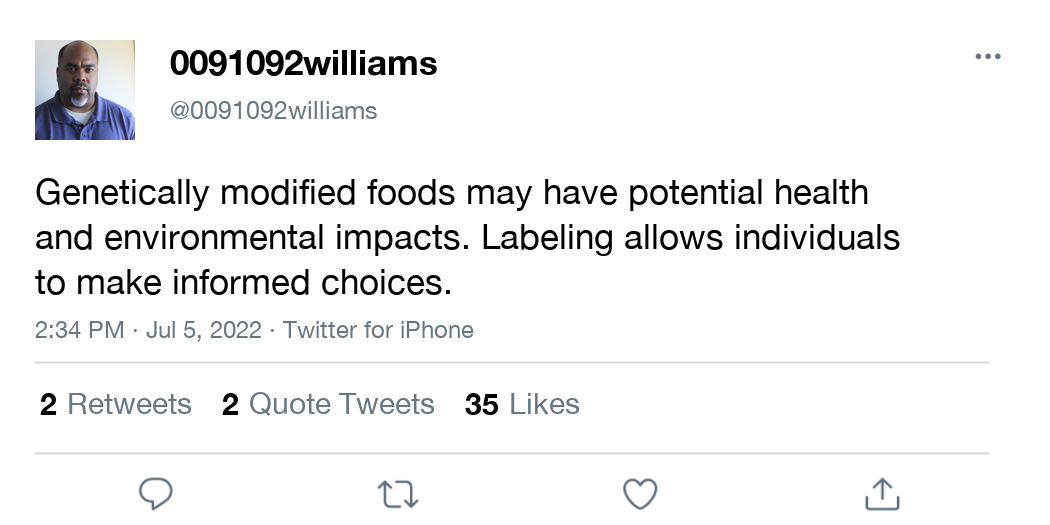 0091092williams
@0091092williams
Genetically modified foods may have potential health
and environmental impacts. Labeling allows individuals
to make informed choices.
2:34 PM · Jul 5, 2022 · Twitter for iPhone
2 Retweets 2 Quote Tweets 35 Likes